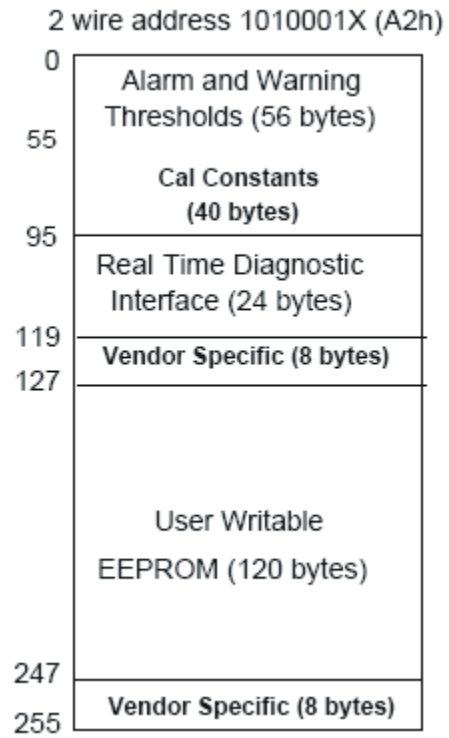 2 wire address 1010001X (A2h)
0
Alarm and Warning
Thresholds (56 bytes)
55
Cal Constants
(40 bytes)
95
Real Time Diagnostic
Interface (24 bytes)
119
Vendor Specific (8 bytes)
127
User Writable
EEPROM (120 bytes)
247
Vendor Specific (8 bytes)
255